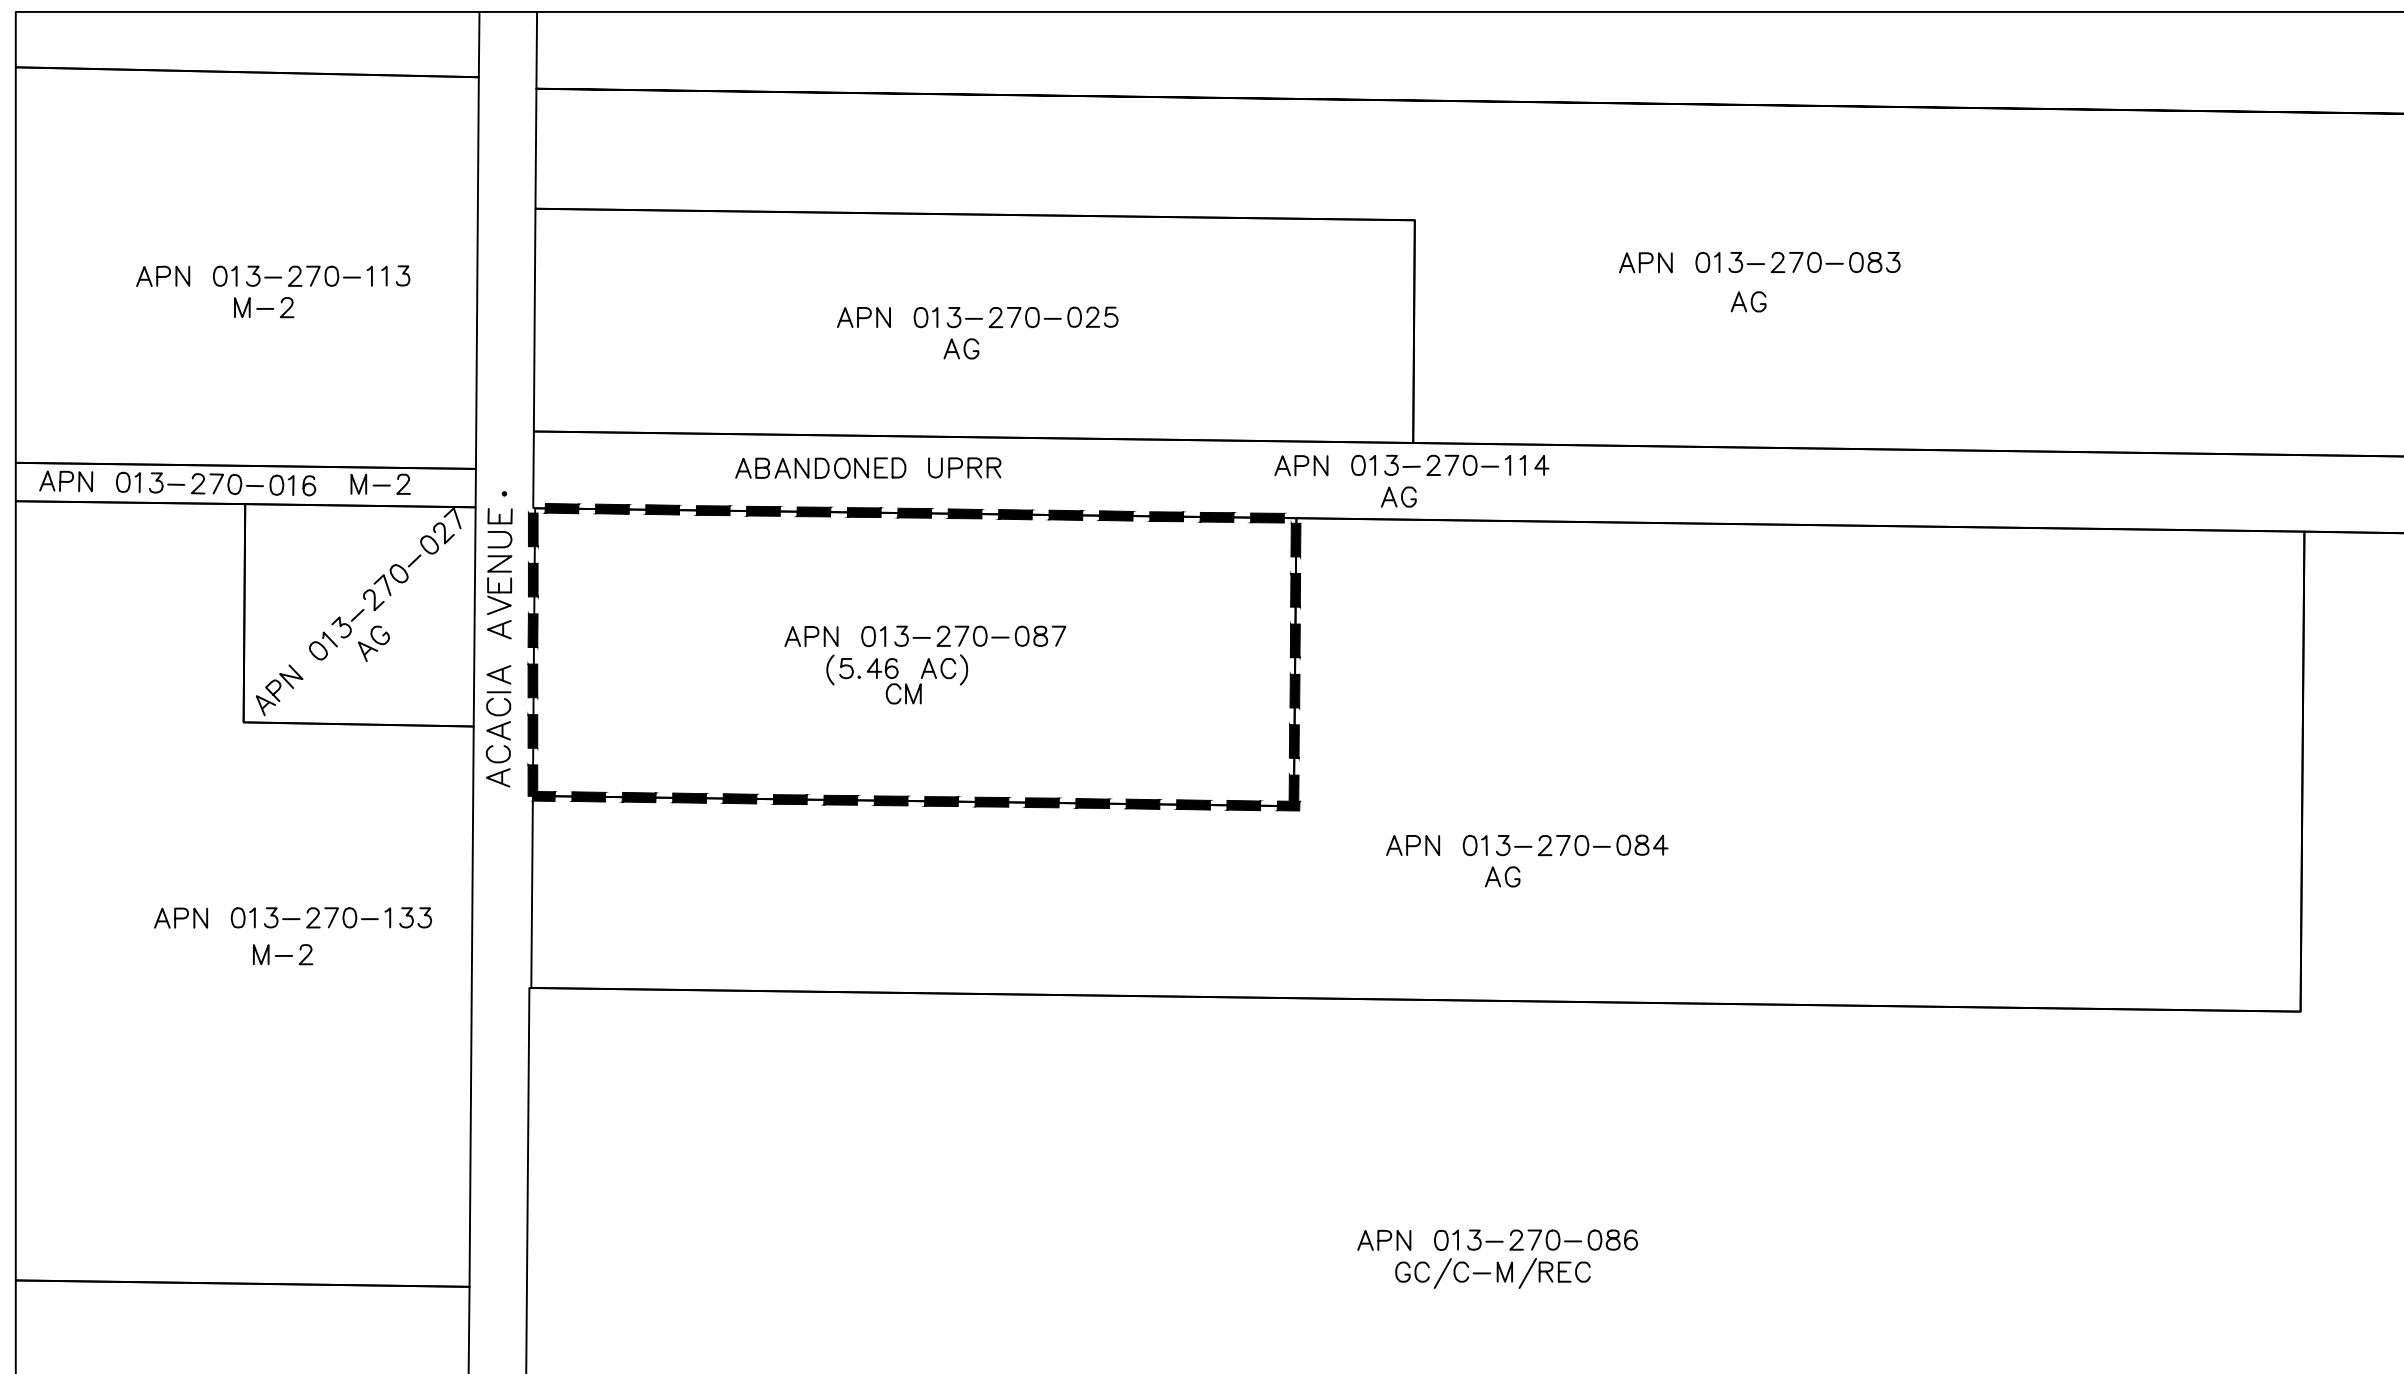 APN 013-270-113
M-2
APN 013-270-083
AG
APN 013-270-025
AG
ABANDONED UPRR
APN 013-270-114
AG
APN 013-270-016 M-2
APN 013-270-027
AG
ACACIA AVENUE.
APN 013-270-087
(5.46 AC)
CM
APN 013-270-084
AG
APN 013-270-133
M-2
APN 013-270-086
GC/C-M/REC